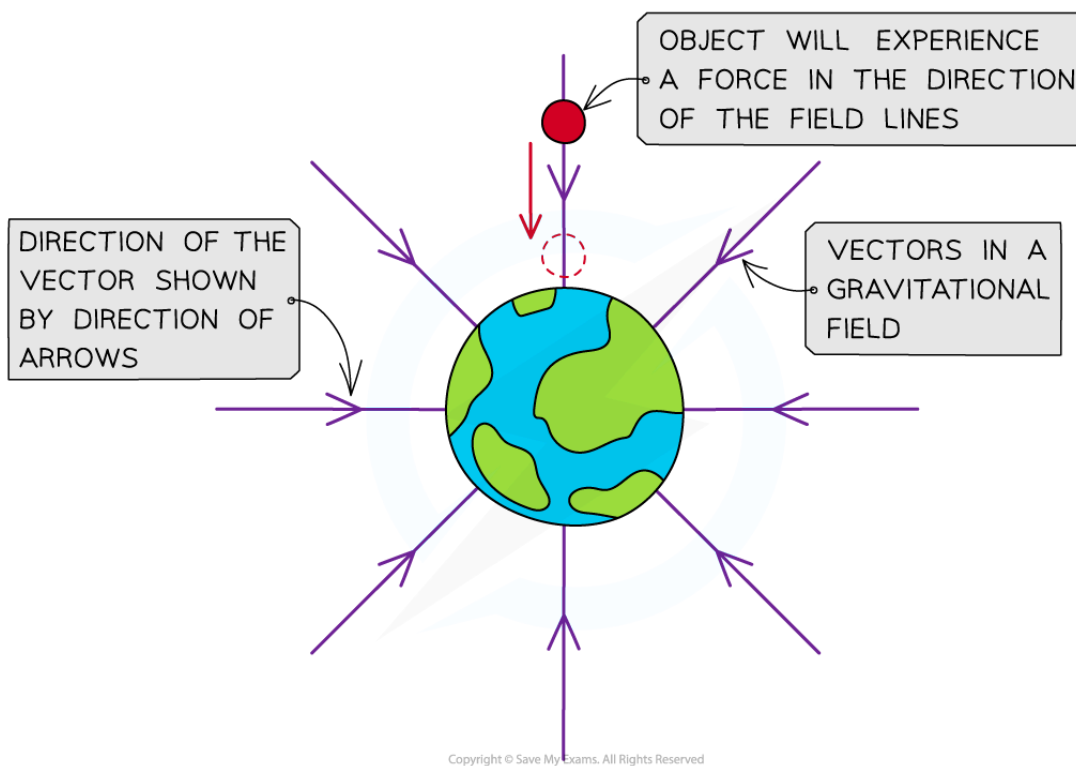 OBJECT WILL EXPERIENCE
A FORCE IN THE DIRECTION
OF THE FIELD LINES
DIRECTION OF THE
VECTOR SHOWN
BY DIRECTION OF
ARROWS
VECTORS IN A
GRAVITATIONAL
FIELD
Copyright © Save My Exams. All Rights Reserved